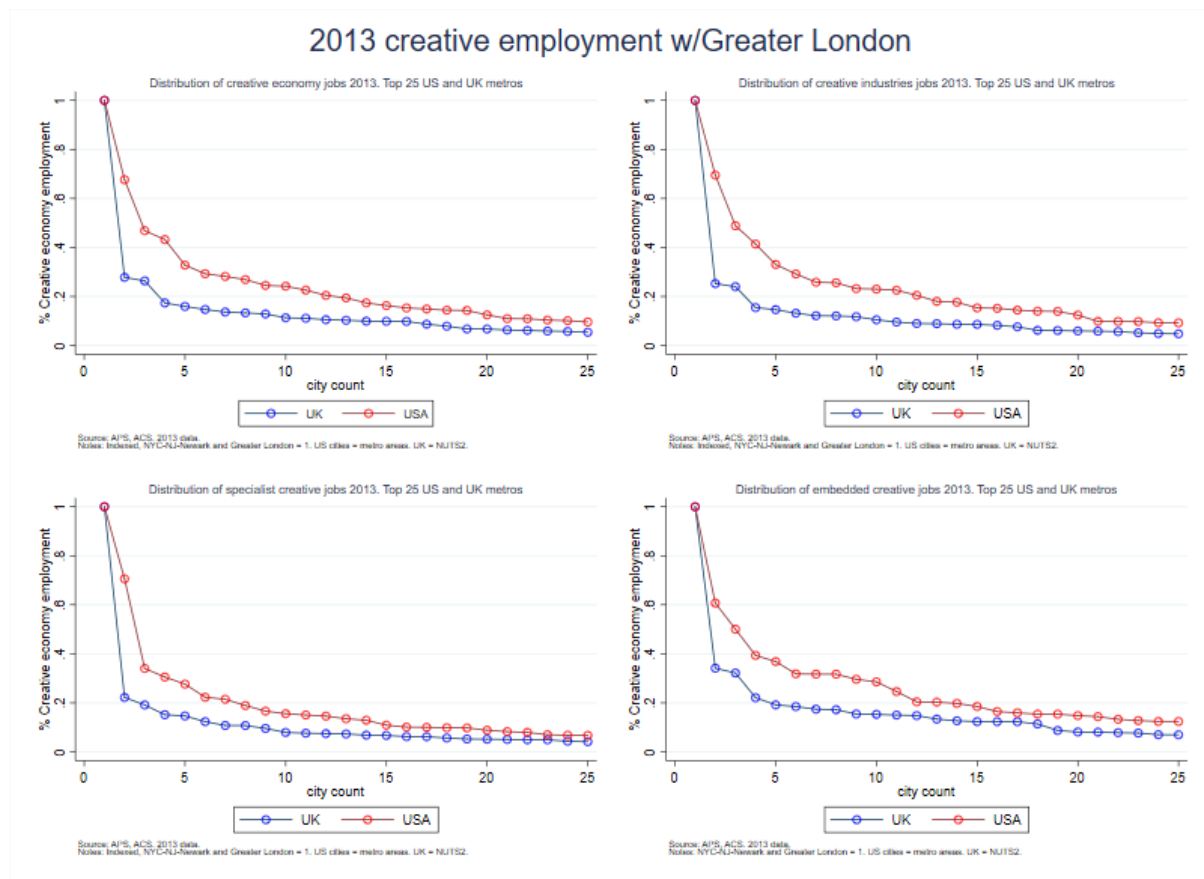 2013 creative employment w/Greater London
Distribution of creative economy jobs 2013. Top 25 US and UK metros
% Creative economy employment
1
.8
.6
.4
.2
0
0 5 10 15 20 25
city count
UK USA
Source: APS, ACS. 2013 data.
Notes: Indexed, NYC-NJ-Newark and Greater London = 1. US cities = metro areas. UK = NUTS2.
Distribution of creative industries jobs 2013. Top 25 US and UK metros
% Creative economy employment
1
.8
.6
.4
.2
0
0 5 10 15 20 25
city count
UK USA
Source: APS, ACS. 2013 data.
Notes: Indexed, NYC-NJ-Newark and Greater London = 1. US cities = metro areas. UK = NUTS2.
Distribution of specialist creative jobs 2013. Top 25 US and UK metros
% Creative economy employment
1
.8
.6
.4
.2
0
0 5 10 15 20 25
city count
UK USA
Source: APS, ACS. 2013 data.
Notes: Indexed, NYC-NJ-Newark and Greater London = 1. US cities = metro areas. UK = NUTS2.
Distribution of embedded creative jobs 2013. Top 25 US and UK metros
% Creative economy employment
1
.8
.6
.4
.2
0
0 5 10 15 20 25
city count
UK USA
Source: APS, ACS. 2013 data.
Notes: NYC-NJ-Newark and Greater London = 1. US cities = metro areas. UK = NUTS2.